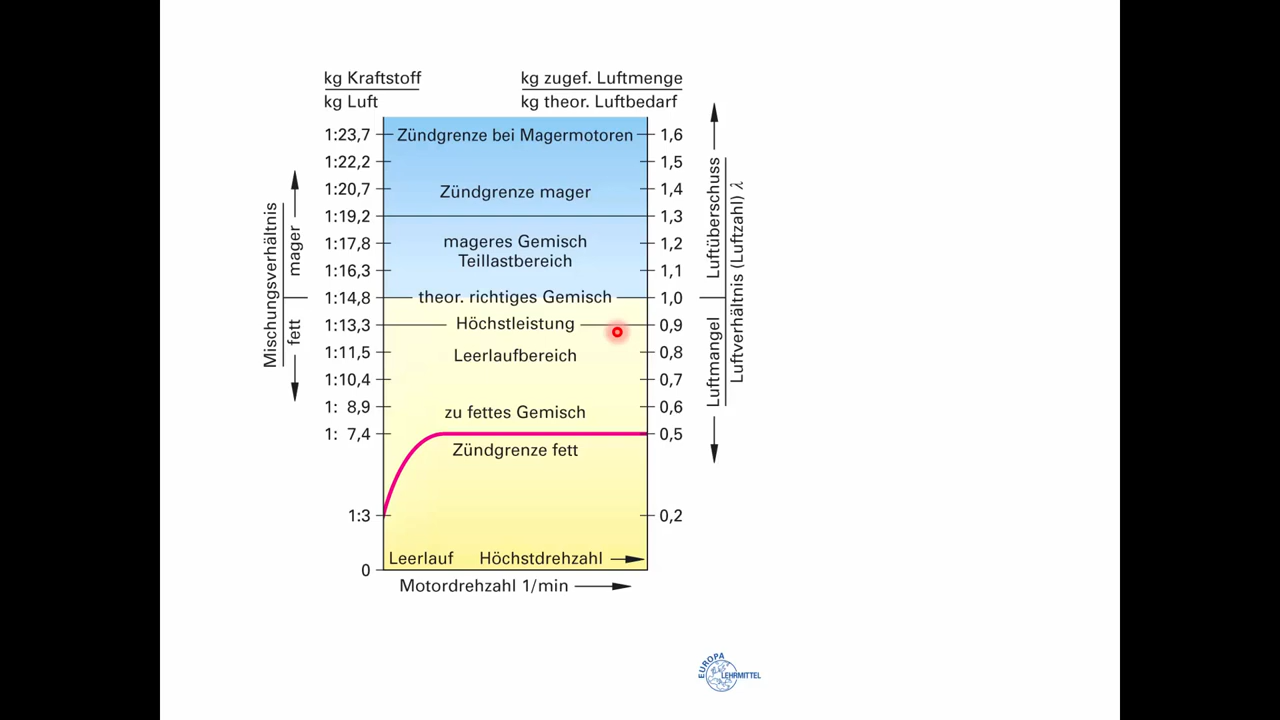 kg Kraftstoff
kg Luft
kg zugef. Luftmenge
kg theor. Luftbedarf
1:23,7 Zündgrenze bei Magermotoren 1,6
1:22,2 1,5
1:20,7 Zündgrenze mager 1,4
1:19,2 1,3
1:17,8 mageres Gemisch 1,2
Teillastbereich
1:16,3 1,1
1:14,8 theor. richtiges Gemisch 1,0
1:13,3 Höchstleistung 0,9
1:11,5 Leerlaufbereich 0,8
1:10,4 0,7
1: 8,9 zu fettes Gemisch 0,6
1: 7,4 0,5
Zündgrenze fett
1:3 0,2
Leerlauf Höchstdrehzahl
0
Motordrehzahl 1/min
Mischungsverhältnis
fett mager
Luftmangel Luftüberschuss
Luftverhältnis (Luftzahl) λ
EUROPA
LEHRMITTEL